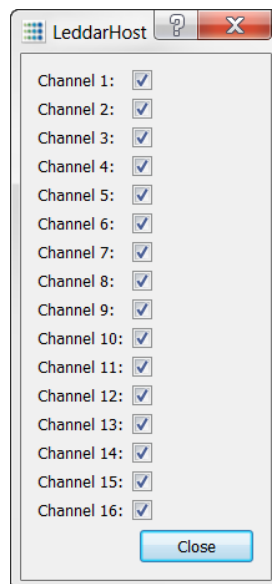 LeddarHost
Channel 1:
Channel 2:
Channel 3:
Channel 4:
Channel 5:
Channel 6:
Channel 7:
Channel 8:
Channel 9:
Channel 10:
Channel 11:
Channel 12:
Channel 13:
Channel 14:
Channel 15:
Channel 16:
Close